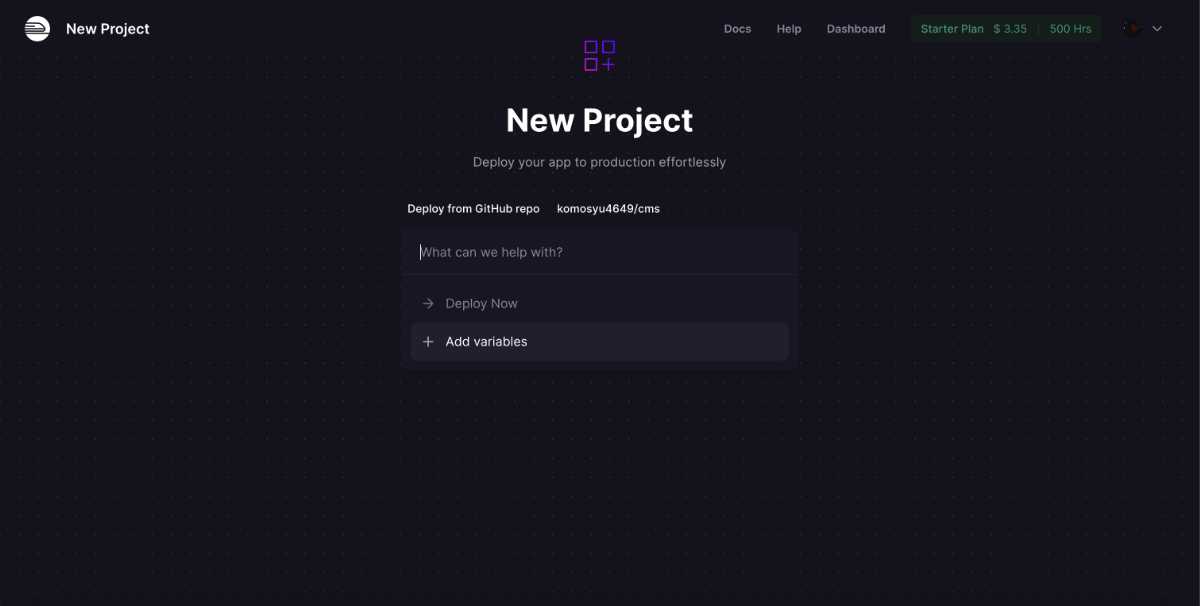 New Project
Docs Help Dashboard Starter Plan $ 3.35 500 Hrs
New Project
Deploy your app to production effortlessly
Deploy from GitHub repo komosyu4649/cms
What can we help with?
Deploy Now
Add variables